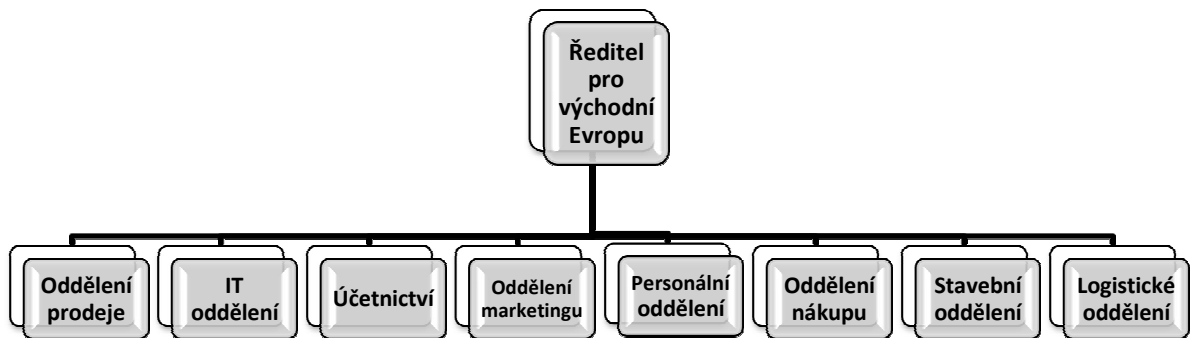 Ředitel
pro
východní
Evropu
Oddělení
prodeje
IT
oddělení
Účetnictví
Oddělení
marketingu
Personální
oddělení
Oddělení
nákupu
Stavební
oddělení
Logistické
oddělení